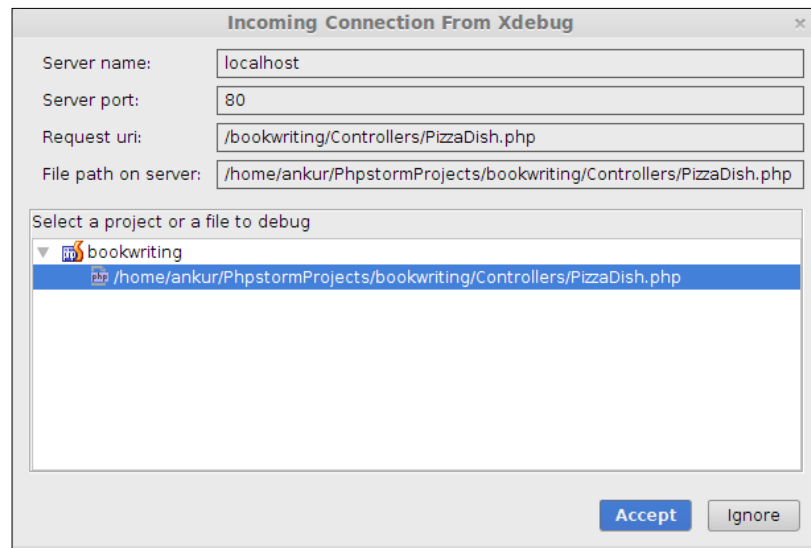 Incoming Connection From Xdebug
Server name: localhost
Server port: 80
Request uri: /bookwriting/Controllers/PizzaDish.php
File path on server: /home/ankur/PhpstormProjects/bookwriting/Controllers/PizzaDish.php
Select a project or a file to debug
bookwriting
/home/ankur/PhpstormProjects/bookwriting/Controllers/PizzaDish.php
Accept Ignore